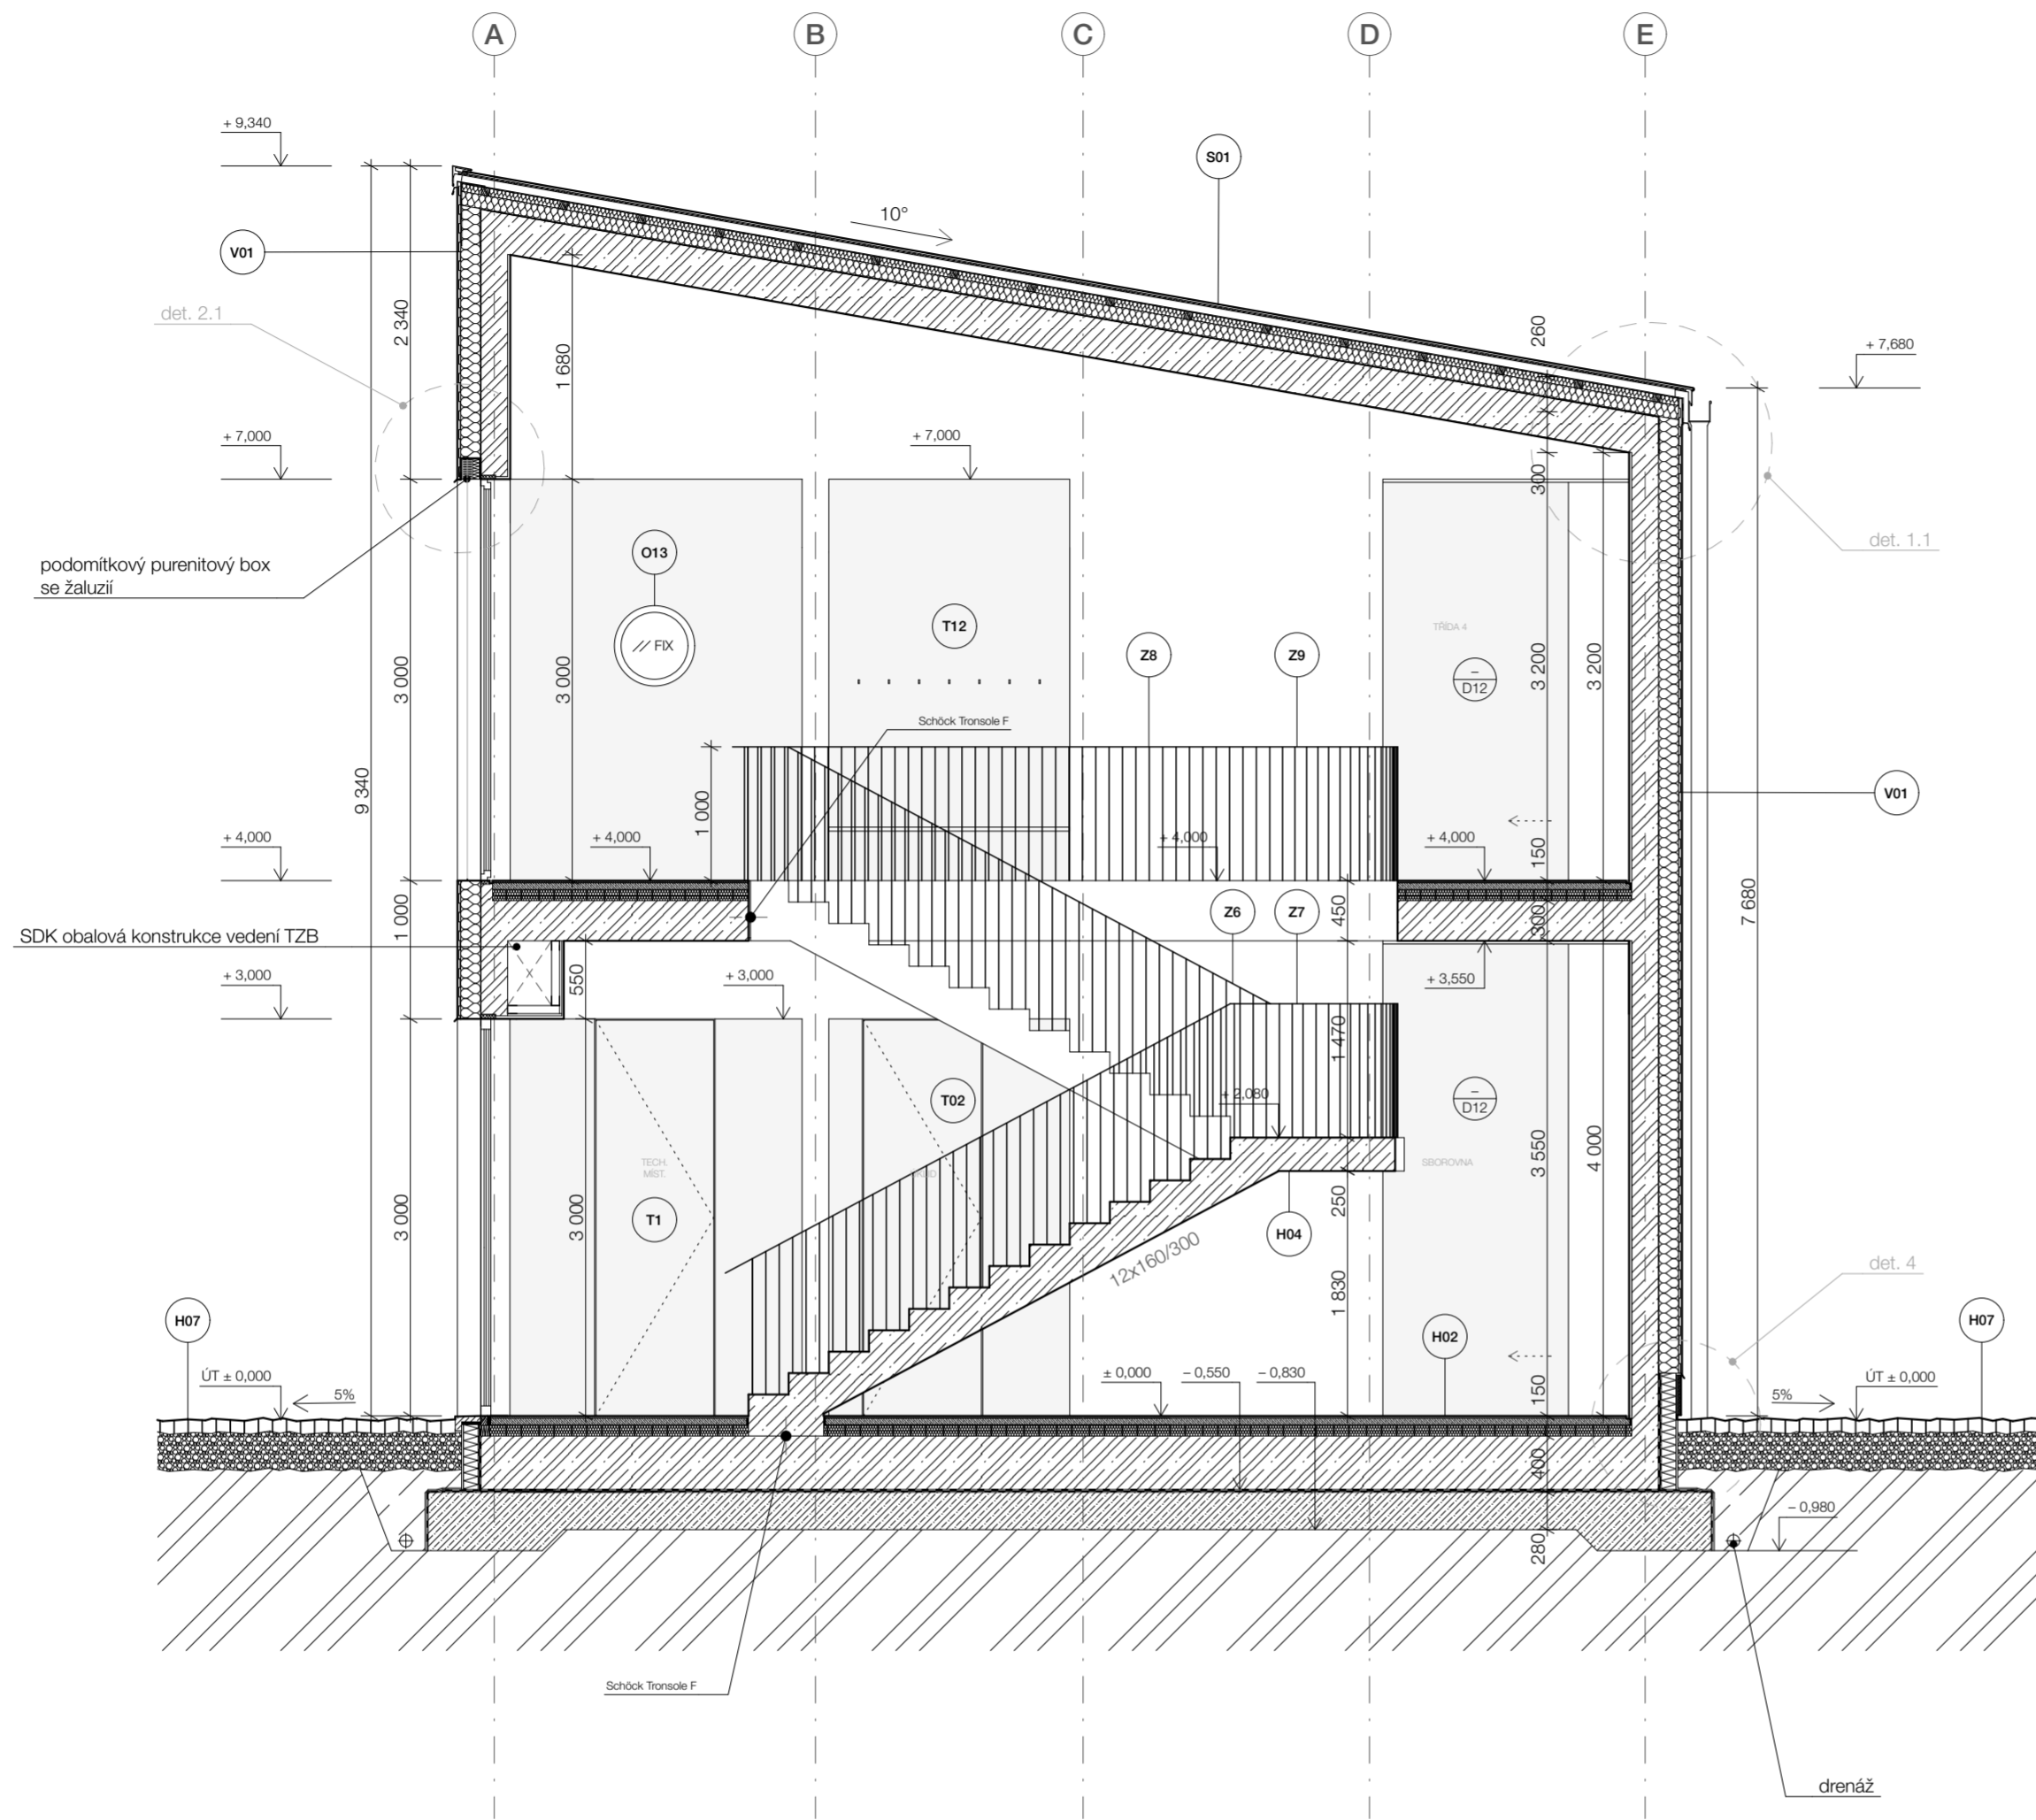 A
B
C
D
E
+ 9,340
S01
10°
V01
det. 2.1
2 340
1 680
260
+ 7,680
+ 7,000
+ 7,000
300
det. 1.1
podomítkový purenitový box
se žaluzií
O13
// FIX
T12
TŘÍDA 4
Z8
Z9
–
D12
3 000
3 000
3 200
3 200
Schöck Tronsole F
9 340
1 000
V01
+ 4,000
+ 4,000
+ 4,000
+ 4,000
150
7 680
Z6
Z7
1 000
450
300
SDK obalová konstrukce vedení TZB
+ 3,000
550
+ 3,000
+ 3,550
1 470
T02
+ 2,080
–
D12
TECH.
MÍST.
SBOROVNA
3 550
4 000
3 000
3 000
T1
250
H04
12x160/300
1 830
det. 4
H07
H02
H07
ÚT ± 0,000
5%
± 0,000
– 0,550
– 0,830
150
5%
ÚT ± 0,000
400
– 0,980
280
Schöck Tronsole F
drenáž